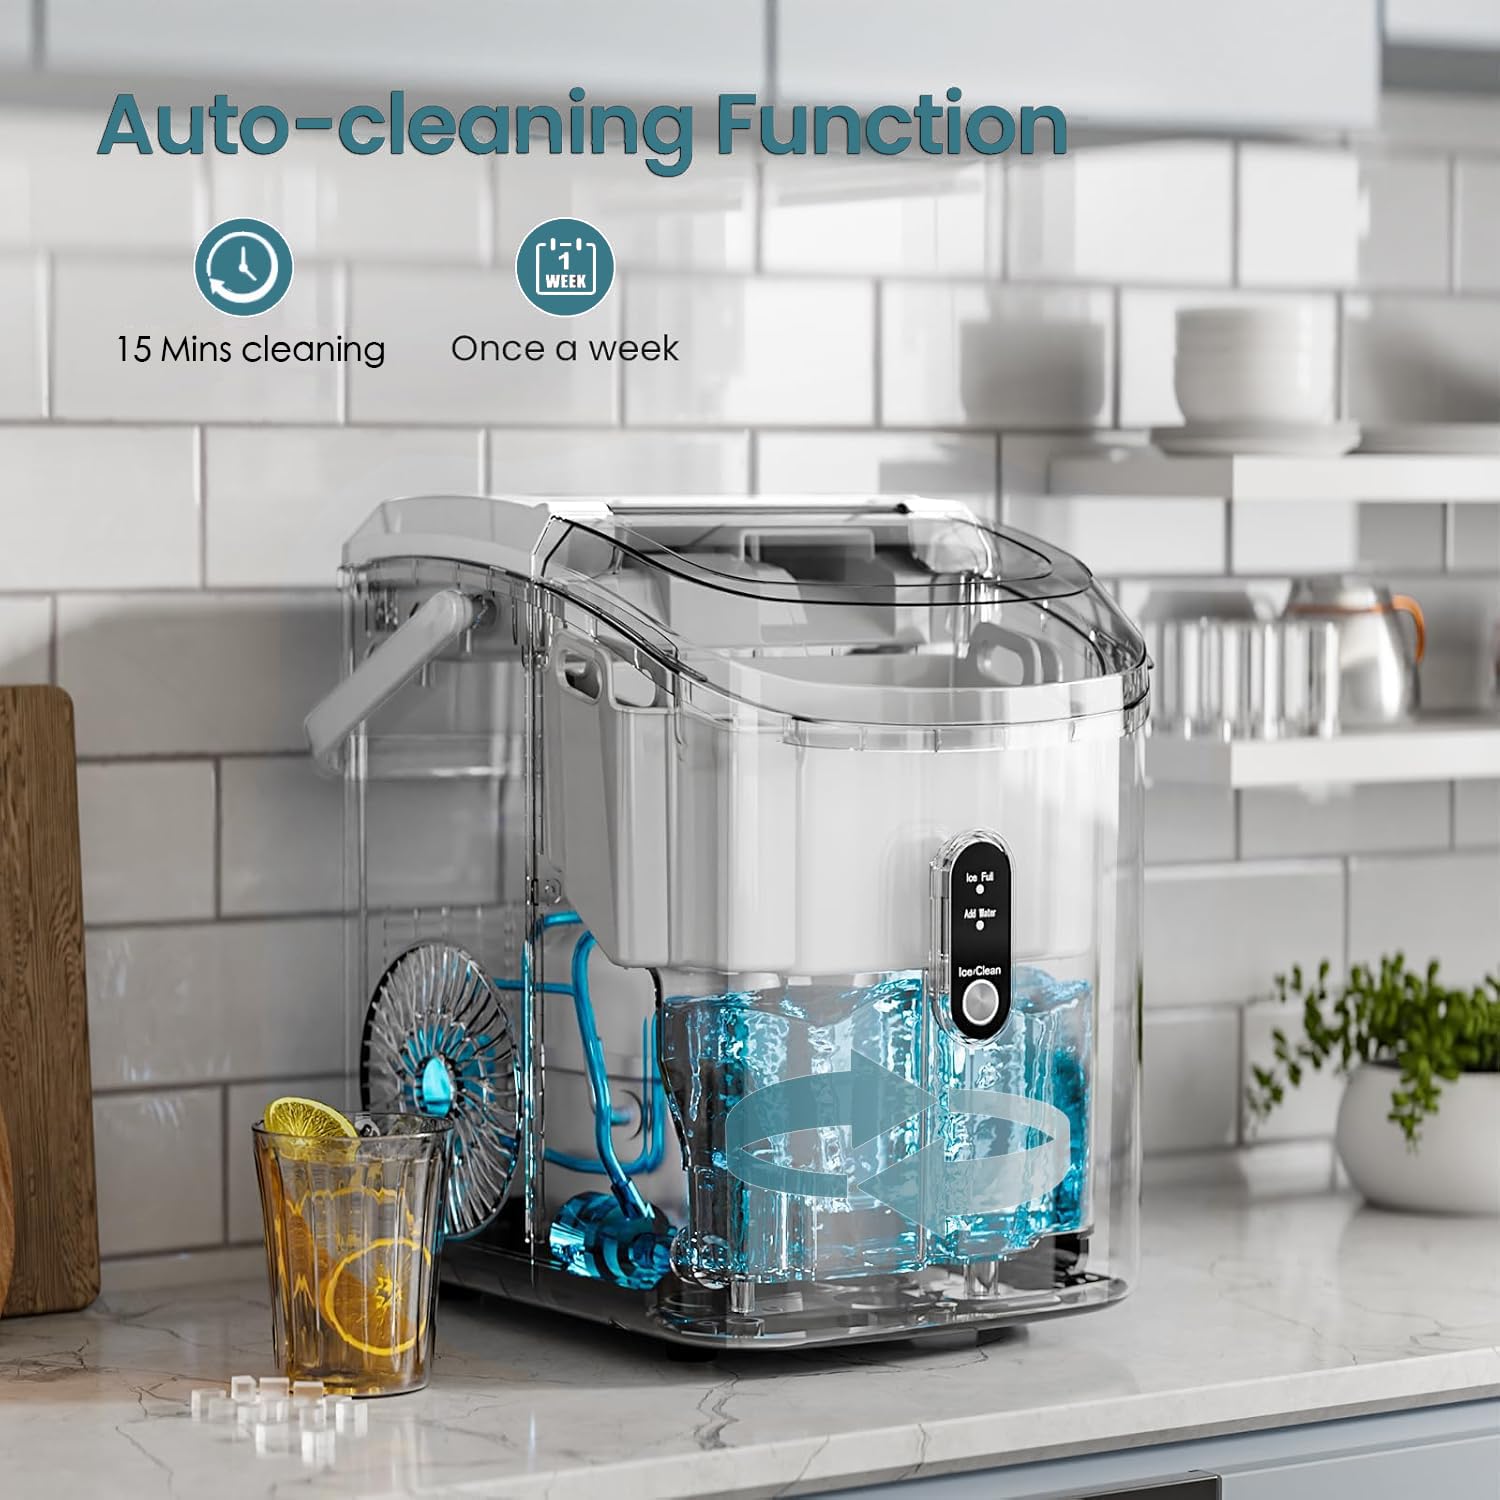 Auto-cleaning Function
1
WEEK
15 Mins cleaning
Once a week
Ice Full
Add Water
Ice/Clean